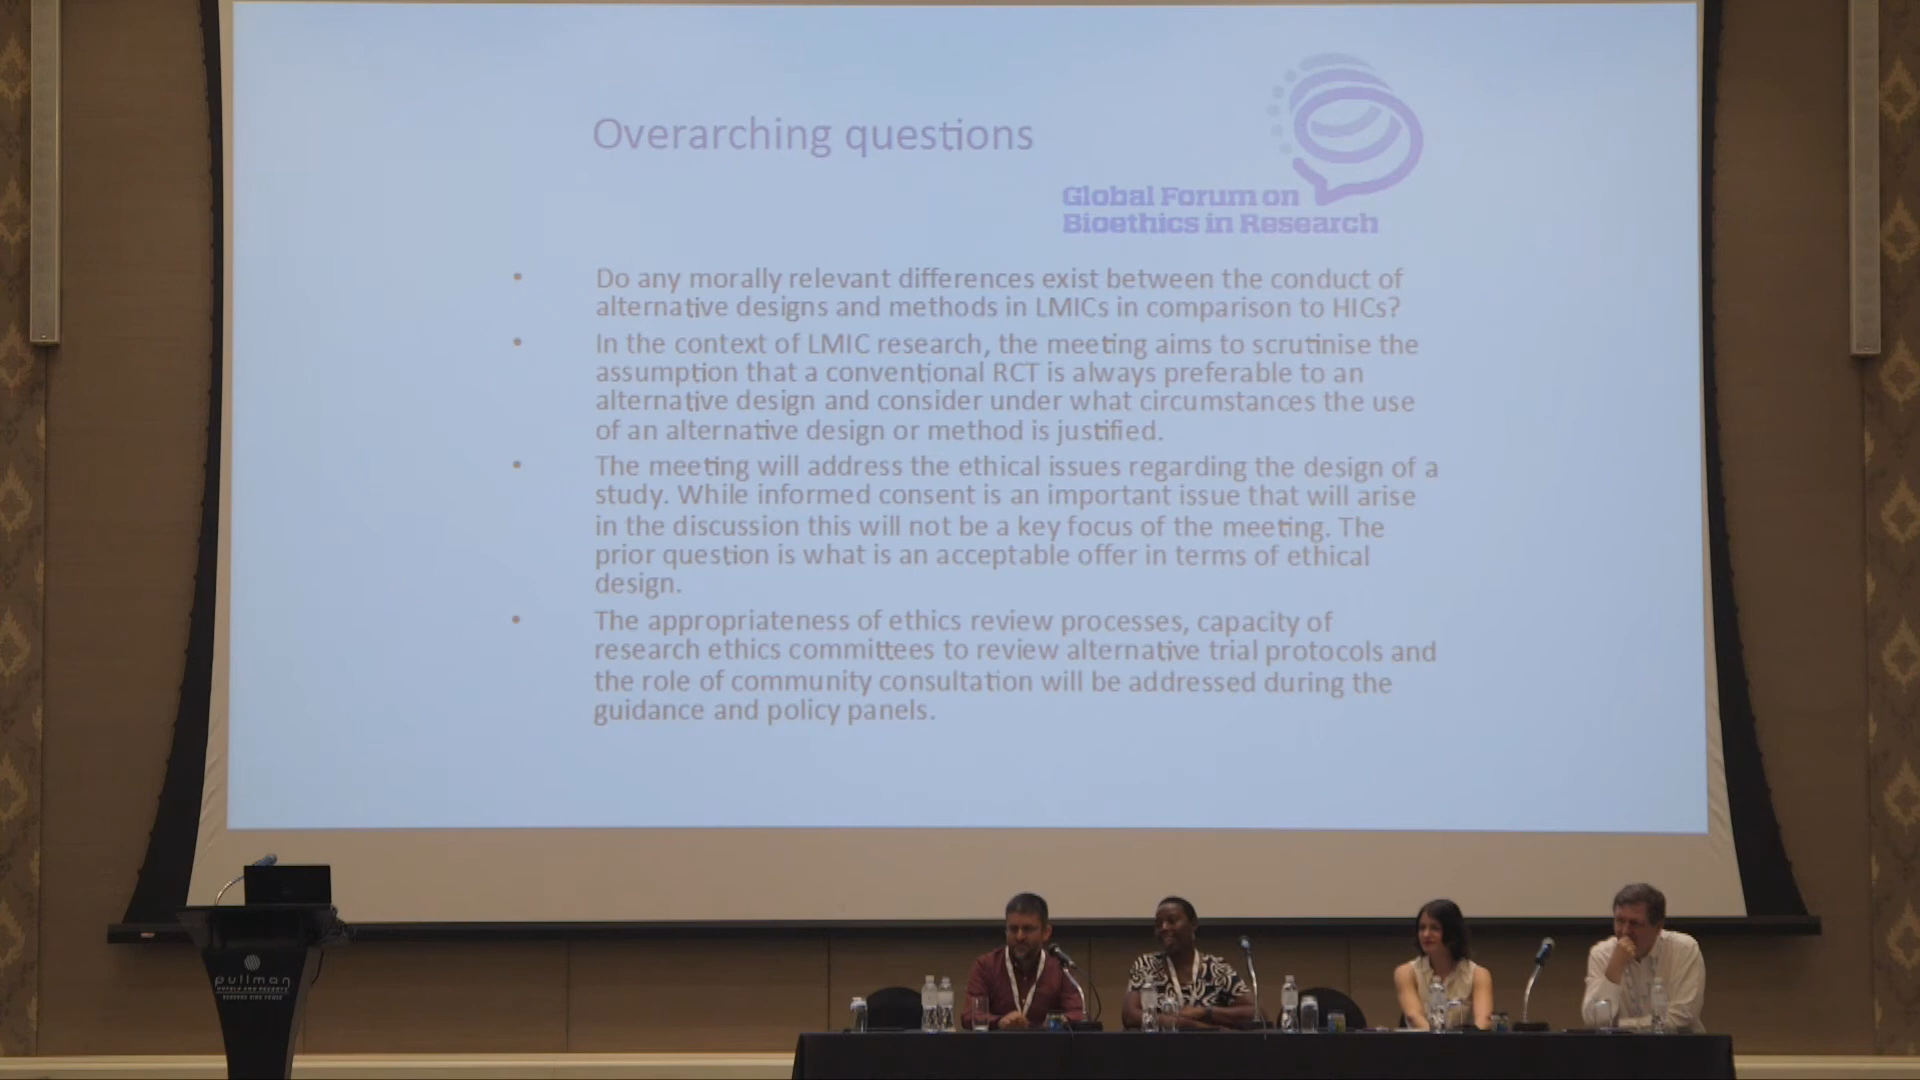 Overarching questions
Global Forum on
Bioethics in Research
• Do any morally relevant differences exist between the conduct of
alternative designs and methods in LMICs in comparison to HICs?
• In the context of LMIC research, the meeting aims to scrutinise the
assumption that a conventional RCT is always preferable to an
alternative design and consider under what circumstances the use
of an alternative design or method is justified.
• The meeting will address the ethical issues regarding the design of a
study. While informed consent is an important issue that will arise
in the discussion this will not be a key focus of the meeting. The
prior question is what is an acceptable offer in terms of ethical
design.
• The appropriateness of ethics review processes, capacity of
research ethics committees to review alternative trial protocols and
the role of community consultation will be addressed during the
guidance and policy panels.
pullman
HOTELS AND RESORTS